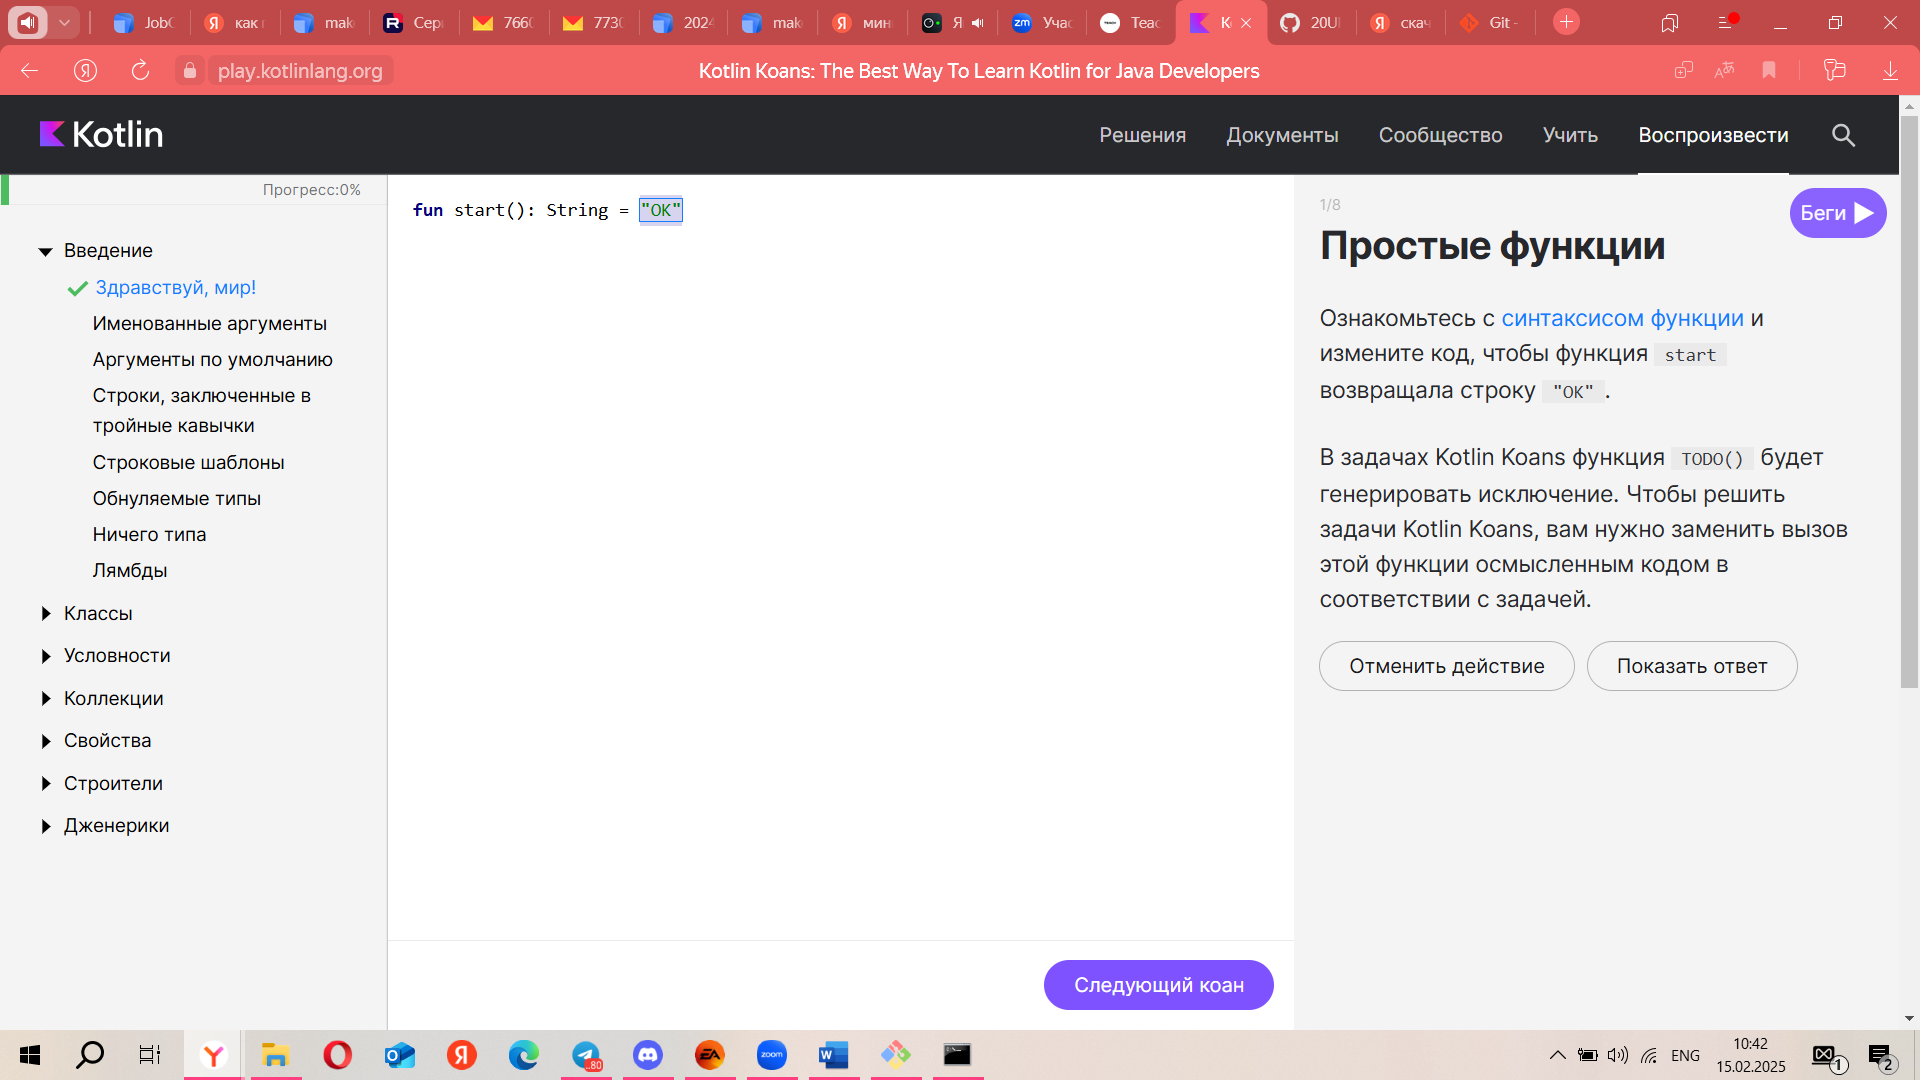 JobC
как
mak
Сер
766
773
2024
mak
мин
Я
Учас
Teac
К
20U
скач
Git -
play.kotlinlang.org
Kotlin Koans: The Best Way To Learn Kotlin for Java Developers
Kotlin
Решения
Документы
Сообщество
Учить
Воспроизвести
Прогресс:0%
Введение
Здравствуй, мир!
Именованные аргументы
Аргументы по умолчанию
Строки, заключенные в
тройные кавычки
Строковые шаблоны
Обнуляемые типы
Ничего типа
Лямбды
Классы
Условности
Коллекции
Свойства
Строители
Дженерики
fun start(): String = "OK"
Следующий коан
1/8
Беги
Простые функции
Ознакомьтесь с синтаксисом функции и
измените код, чтобы функция start
возвращала строку "OK" .
В задачах Kotlin Koans функция TODO() будет
генерировать исключение. Чтобы решить
задачи Kotlin Koans, вам нужно заменить вызов
этой функции осмысленным кодом в
соответствии с задачей.
Отменить действие
Показать ответ
ENG
10:42
15.02.2025
1
2